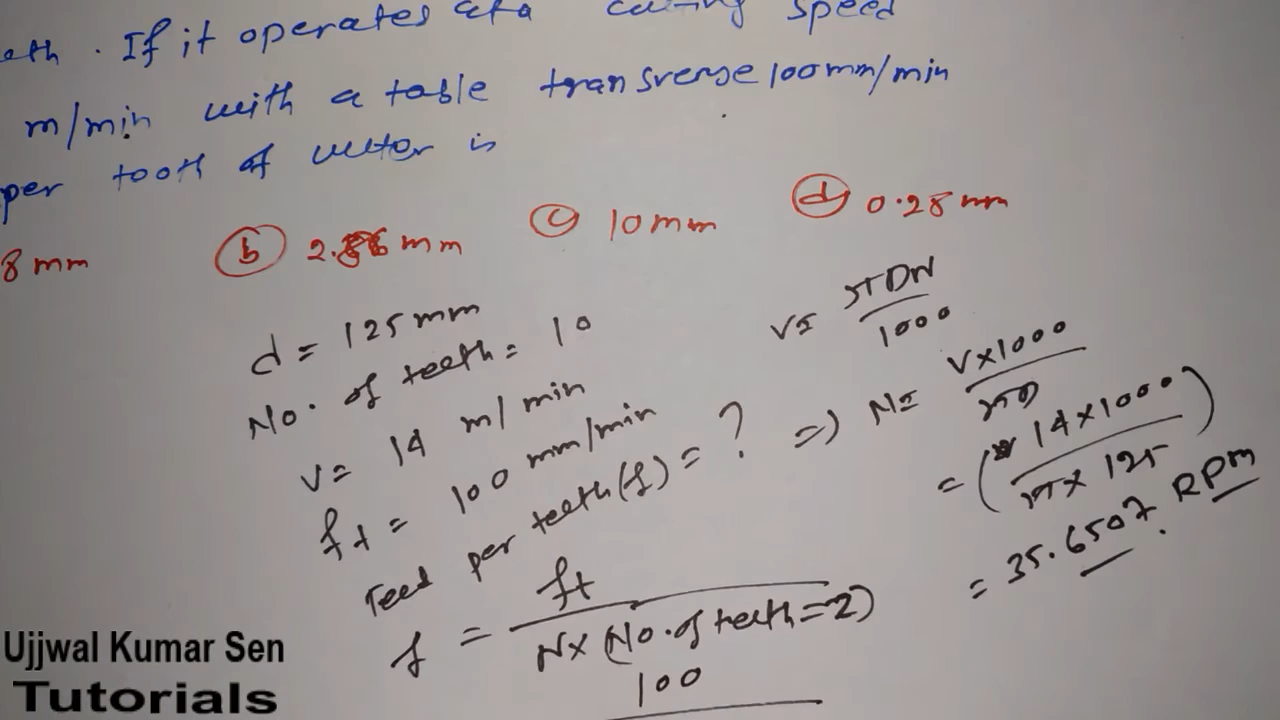 eth. If it operates at a cutting speed
m/min with a table transverse 100mm/min
per tooth of cutter is
8 mm (b) 2.86 mm (c) 10 mm (d) 0.28 mm
d = 125 mm
No. of teeth = 10
V = 14 m/min
ft = 100 mm/min
Feed per teeth (f) = ?
f = ft / N × (No. of teeth = Z)
100
V = πDN / 1000
=) N = V×1000 / πD
= (14×1000 / π× 125)
= 35.6507 RPM
Ujjwal Kumar Sen
Tutorials